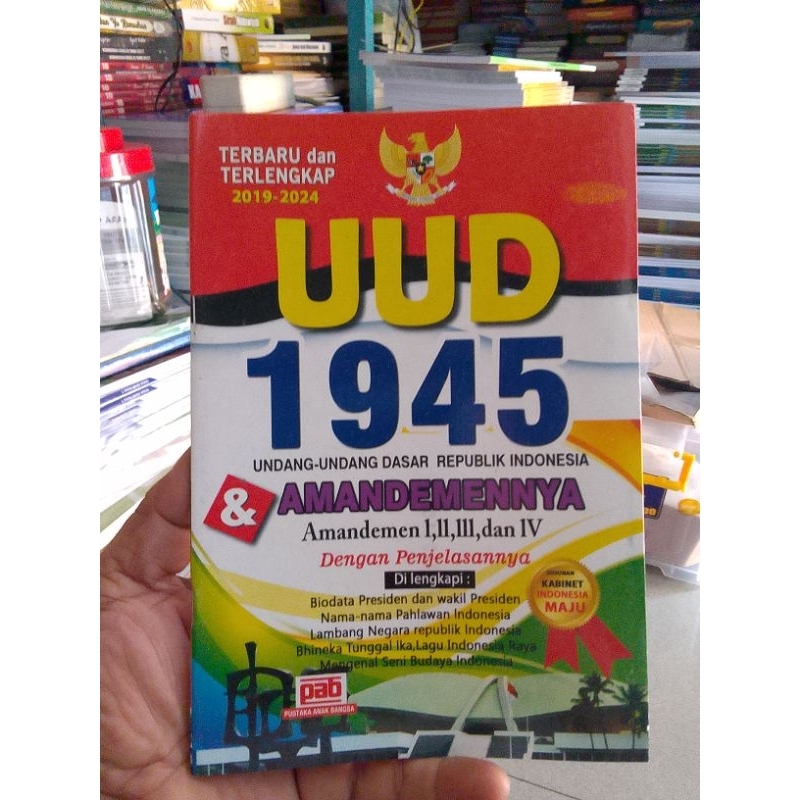 TERBARU dan
TERLENGKAP
2019-2024
UUD
1945
UNDANG-UNDANG DASAR REPUBLIK INDONESIA
& AMANDEMENNYA
Amandemen I,II,III,dan IV
Dengan Penjelasannya
Di lengkapi :
Biodata Presiden dan wakil Presiden
Nama-nama Pahlawan Indonesia
Lambang Negara republik Indonesia
Bhineka Tunggal Ika,Lagu Indonesia Raya
Mengenal Seni Budaya Indonesia
SUSUNAN
KABINET
INDONESIA
MAJU
pab
PUSTAKA ANAK BANGSA